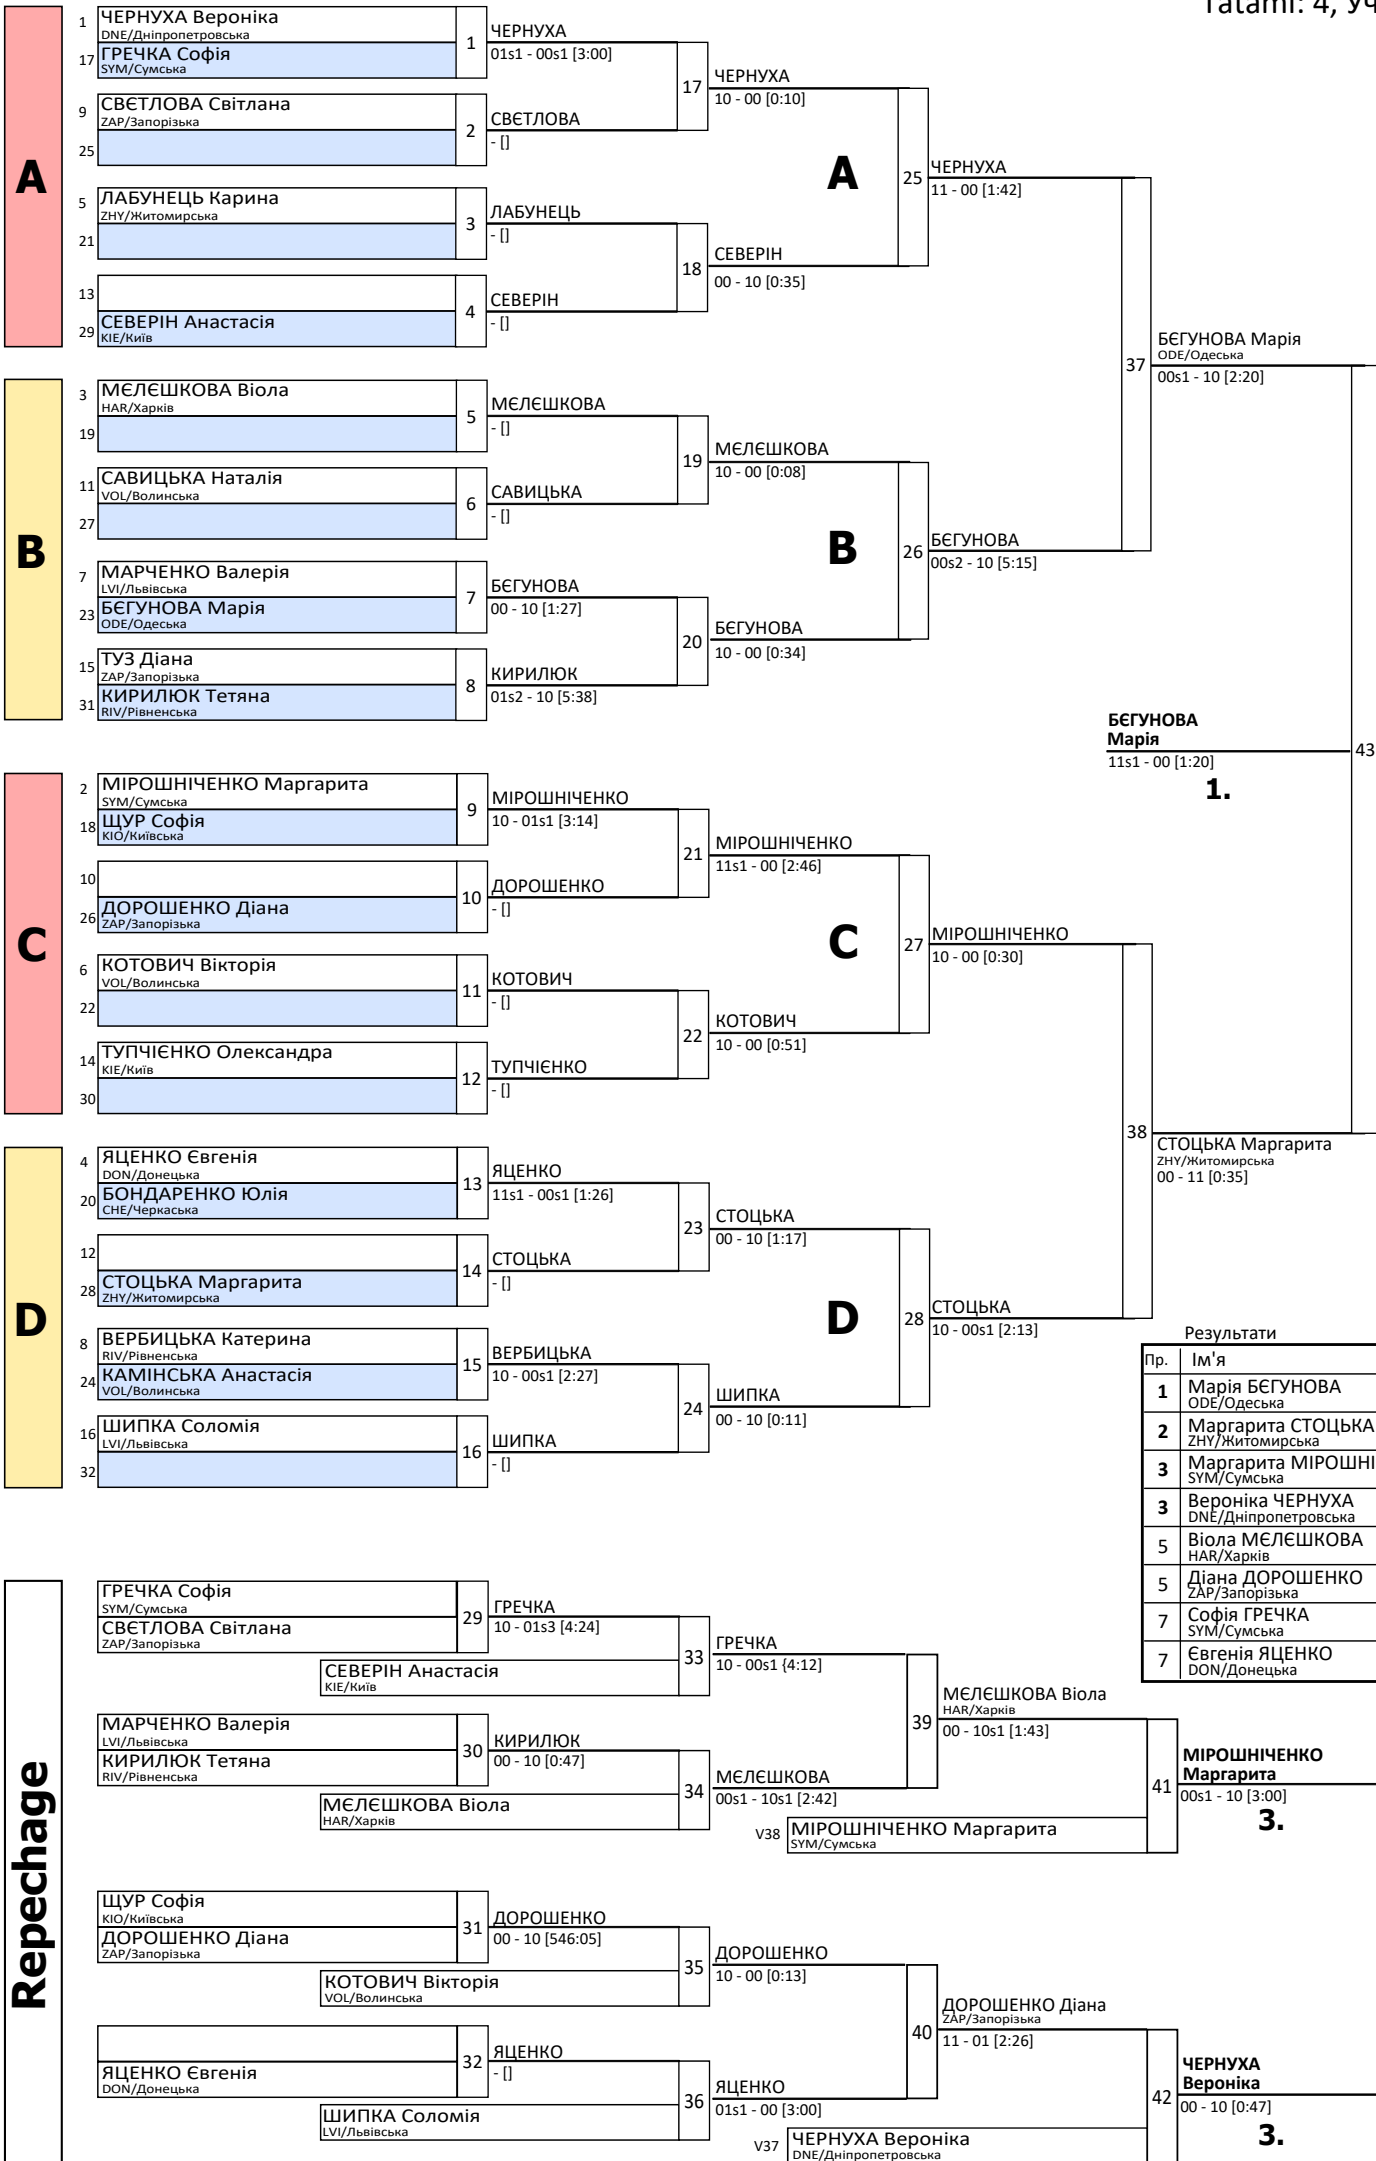 Tatami: 4, Уч
A
1 ЧЕРНУХА Вероніка
DNE/Дніпропетровська
17 ГРЕЧКА Софія
SYM/Сумська
1
ЧЕРНУХА
01s1 - 00s1 [3:00]
9 СВЄТЛОВА Світлана
ZAP/Запорізька
25
2
СВЄТЛОВА
- []
17
ЧЕРНУХА
10 - 00 [0:10]
5 ЛАБУНЕЦЬ Карина
ZHY/Житомирська
21
3
ЛАБУНЕЦЬ
- []
13
29 СЕВЕРІН Анастасія
KIE/Київ
4
СЕВЕРІН
- []
18
СЕВЕРІН
00 - 10 [0:35]
A
25
ЧЕРНУХА
11 - 00 [1:42]
B
3 МЄЛЄШКОВА Віола
HAR/Харків
19
5
МЄЛЄШКОВА
- []
11 САВИЦЬКА Наталія
VOL/Волинська
27
6
САВИЦЬКА
- []
19
МЄЛЄШКОВА
10 - 00 [0:08]
7 МАРЧЕНКО Валерія
LVI/Львівська
23 БЄГУНОВА Марія
ODE/Одеська
7
БЄГУНОВА
00 - 10 [1:27]
15 ТУЗ Діана
ZAP/Запорізька
31 КИРИЛЮК Тетяна
RIV/Рівненська
8
КИРИЛЮК
01s2 - 10 [5:38]
20
БЄГУНОВА
10 - 00 [0:34]
B
26
БЄГУНОВА
00s2 - 10 [5:15]
37
БЄГУНОВА Марія
ODE/Одеська
00s1 - 10 [2:20]
БЄГУНОВА
Марія
11s1 - 00 [1:20]
1.
43
C
2 МІРОШНІЧЕНКО Маргарита
SYM/Сумська
18 ЩУР Софія
KIO/Київська
9
МІРОШНІЧЕНКО
10 - 01s1 [3:14]
10
26 ДОРОШЕНКО Діана
ZAP/Запорізька
10
ДОРОШЕНКО
- []
21
МІРОШНІЧЕНКО
11s1 - 00 [2:46]
6 КОТОВИЧ Вікторія
VOL/Волинська
22
11
КОТОВИЧ
- []
14 ТУПЧІЄНКО Олександра
KIE/Київ
30
12
ТУПЧІЄНКО
- []
22
КОТОВИЧ
10 - 00 [0:51]
C
27
МІРОШНІЧЕНКО
10 - 00 [0:30]
D
4 ЯЦЕНКО Євгенія
DON/Донецька
20 БОНДАРЕНКО Юлія
CHE/Черкаська
13
ЯЦЕНКО
11s1 - 00s1 [1:26]
12
28 СТОЦЬКА Маргарита
ZHY/Житомирська
14
СТОЦЬКА
- []
23
СТОЦЬКА
00 - 10 [1:17]
8 ВЕРБИЦЬКА Катерина
RIV/Рівненська
24 КАМІНСЬКА Анастасія
VOL/Волинська
15
ВЕРБИЦЬКА
10 - 00s1 [2:27]
16 ШИПКА Соломія
LVI/Львівська
32
16
ШИПКА
- []
24
ШИПКА
00 - 10 [0:11]
D
28
СТОЦЬКА
10 - 00s1 [2:13]
38
СТОЦЬКА Маргарита
ZHY/Житомирська
00 - 11 [0:35]
Результати
Пр. Ім'я
1 Марія БЄГУНОВА
ODE/Одеська
2 Маргарита СТОЦЬКА
ZHY/Житомирська
3 Маргарита МІРОШНІ
SYM/Сумська
3 Вероніка ЧЕРНУХА
DNE/Дніпропетровська
5 Віола МЄЛЄШКОВА
HAR/Харків
5 Діана ДОРОШЕНКО
ZAP/Запорізька
7 Софія ГРЕЧКА
SYM/Сумська
7 Євгенія ЯЦЕНКО
DON/Донецька
Repechage
ГРЕЧКА Софія
SYM/Сумська
СВЄТЛОВА Світлана
ZAP/Запорізька
29
ГРЕЧКА
10 - 01s3 [4:24]
СЕВЕРІН Анастасія
KIE/Київ
33
ГРЕЧКА
10 - 00s1 {4:12]
МАРЧЕНКО Валерія
LVI/Львівська
КИРИЛЮК Тетяна
RIV/Рівненська
30
КИРИЛЮК
00 - 10 [0:47]
МЄЛЄШКОВА Віола
HAR/Харків
34
МЄЛЄШКОВА
00s1 - 10s1 [2:42]
39
МЄЛЄШКОВА Віола
HAR/Харків
00 - 10s1 [1:43]
V38 МІРОШНІЧЕНКО Маргарита
SYM/Сумська
41
МІРОШНІЧЕНКО
Маргарита
00s1 - 10 [3:00]
3.
ЩУР Софія
KIO/Київська
ДОРОШЕНКО Діана
ZAP/Запорізька
31
ДОРОШЕНКО
00 - 10 [546:05]
КОТОВИЧ Вікторія
VOL/Волинська
35
ДОРОШЕНКО
10 - 00 [0:13]
ЯЦЕНКО Євгенія
DON/Донецька
32
ЯЦЕНКО
- []
ШИПКА Соломія
LVI/Львівська
36
ЯЦЕНКО
01s1 - 00 [3:00]
40
ДОРОШЕНКО Діана
ZAP/Запорізька
11 - 01 [2:26]
V37 ЧЕРНУХА Вероніка
DNE/Дніпропетровська
42
ЧЕРНУХА
Вероніка
00 - 10 [0:47]
3.